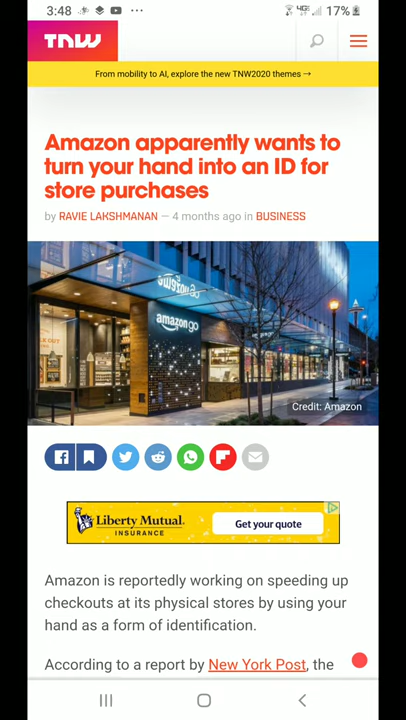 3:48
17%
TNW
From mobility to AI, explore the new TNW2020 themes →
Amazon apparently wants to
turn your hand into an ID for
store purchases
by RAVIE LAKSHMANAN — 4 months ago in BUSINESS
amazon go
Credit: Amazon
Liberty Mutual.
INSURANCE
Get your quote
Amazon is reportedly working on speeding up
checkouts at its physical stores by using your
hand as a form of identification.
According to a report by New York Post, the